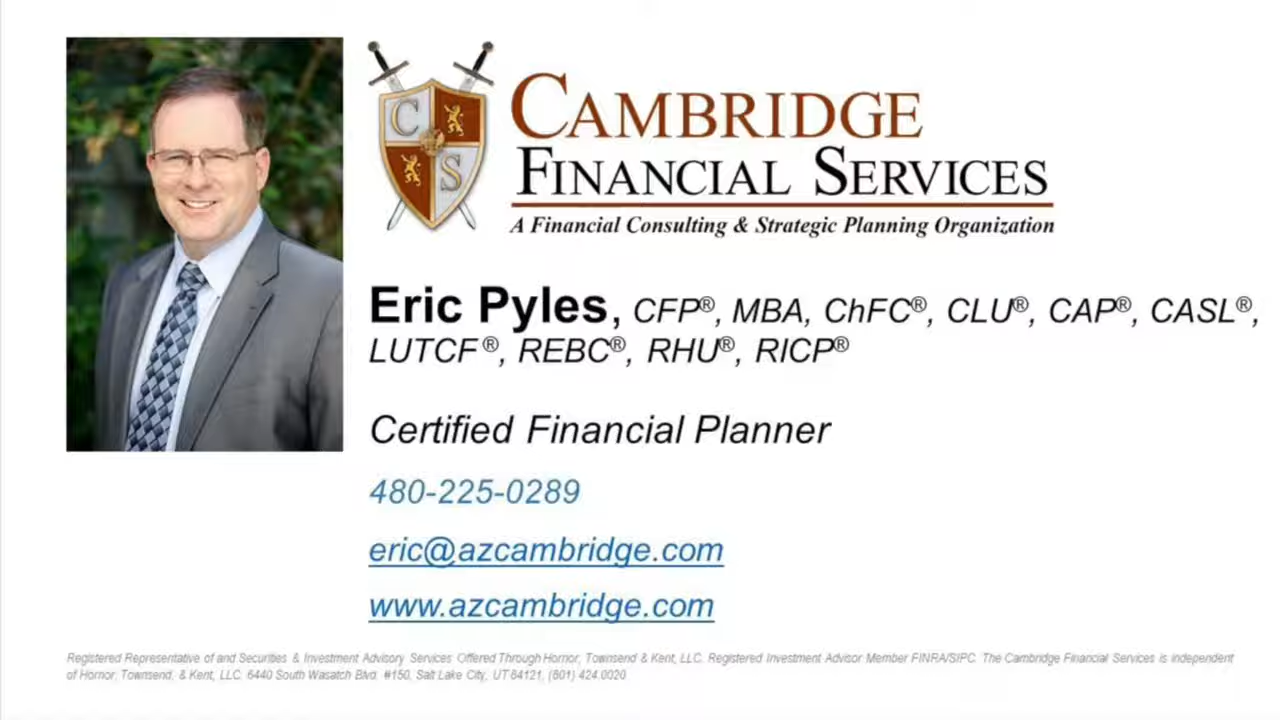 C
S
CAMBRIDGE
FINANCIAL SERVICES
A Financial Consulting & Strategic Planning Organization
Eric Pyles, CFP®, MBA, ChFC®, CLU®, CAP®, CASL®,
LUTCF®, REBC®, RHU®, RICP®
Certified Financial Planner
480-225-0289
eric@azcambridge.com
www.azcambridge.com
Registered Representative of and Securities & Investment Advisory Services Offered Through Hornor, Townsend & Kent, LLC. Registered Investment Advisor Member FINRA/SIPC. The Cambridge Financial Services is independent
of Hornor, Townsend, & Kent, LLC. 6440 South Wasatch Blvd. #150, Salt Lake City, UT 84121, (801) 424.0020